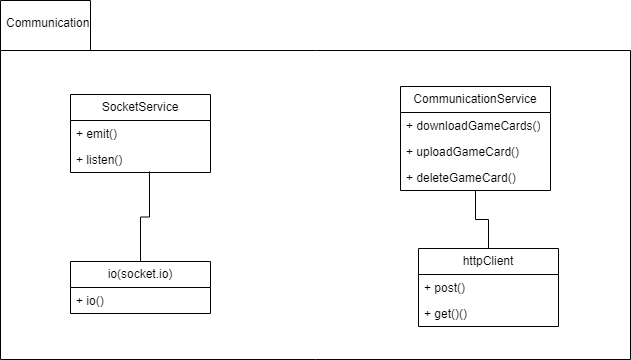 Communication
SocketService
+ emit()
+ listen()
io(socket.io)
+ io()
CommunicationService
+ downloadGameCards()
+ uploadGameCard()
+ deleteGameCard()
httpClient
+ post()
+ get()()